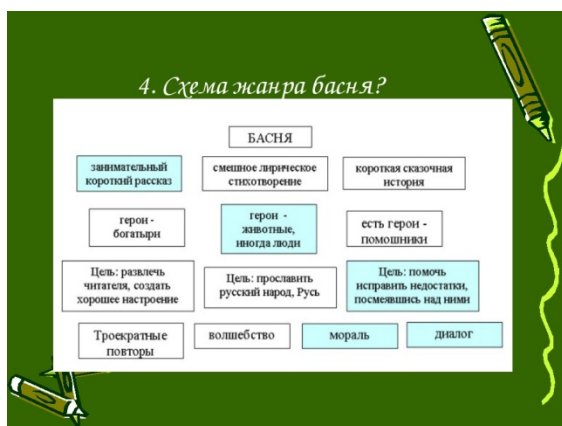 4. Схема жанра басня?
БАСНЯ
занимательный
короткий рассказ
смешное лирическое
стихотворение
короткая сказочная
история
герои -
богатыри
герои -
животные,
иногда люди
есть герои -
помошники
Цель: развлечь
читателя, создать
хорошее настроение
Цель: прославить
русский народ, Русь
Цель: помочь
исправить недостатки,
посмеявшись над ними
Троекратные
повторы
волшебство
мораль
диалог